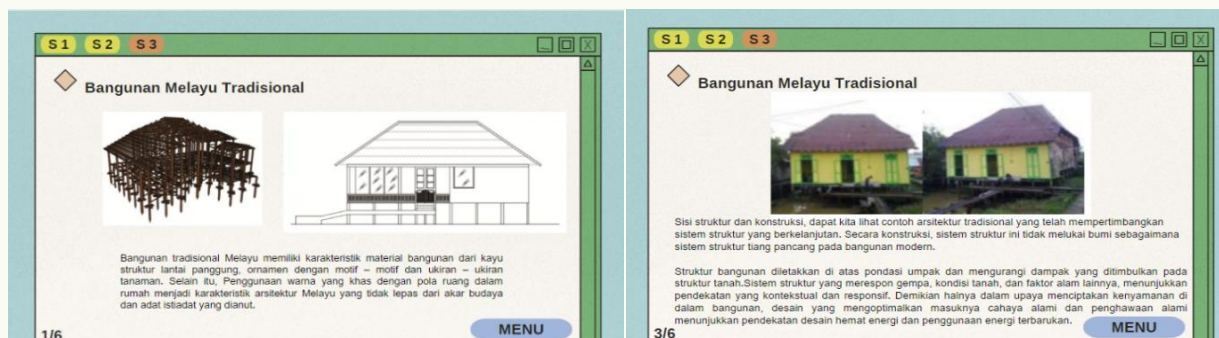 S 1 S 2 S 3
X
Bangunan Melayu Tradisional
Bangunan tradisional Melayu memiliki karakteristik material bangunan dari kayu
struktur lantai panggung, ornamen dengan motif – motif dan ukiran – ukiran
tanaman. Selain itu, Penggunaan warna yang khas dengan pola ruang dalam
rumah menjadi karakteristik arsitektur Melayu yang tidak lepas dari akar budaya
dan adat istiadat yang dianut.
1/6
MENU
S 1 S 2 S 3
X
Bangunan Melayu Tradisional
Sisi struktur dan konstruksi, dapat kita lihat contoh arsitektur tradisional yang telah mempertimbangkan
sistem struktur yang berkelanjutan. Secara konstruksi, sistem struktur ini tidak melukai bumi sebagaimana
sistem struktur tiang pancang pada bangunan modern.
Struktur bangunan diletakkan di atas pondasi umpak dan mengurangi dampak yang ditimbulkan pada
struktur tanah.Sistem struktur yang merespon gempa, kondisi tanah, dan faktor alam lainnya, menunjukkan
pendekatan yang kontekstual dan responsif. Demikian halnya dalam upaya menciptakan kenyamanan di
dalam bangunan, desain yang mengoptimalkan masuknya cahaya alami dan penghawaan alami
menunjukkan pendekatan desain hemat energi dan penggunaan energi terbarukan.
3/6
MENU